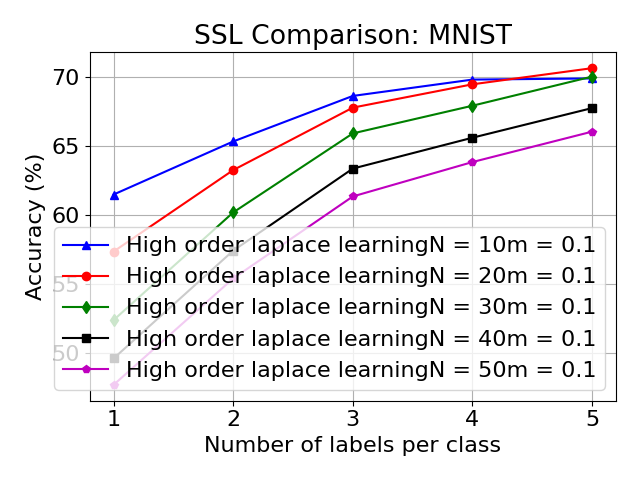 SSL Comparison: MNIST
Accuracy (%)
70
65
60
55
50
High order laplace learningN = 10m = 0.1
High order laplace learningN = 20m = 0.1
High order laplace learningN = 30m = 0.1
High order laplace learningN = 40m = 0.1
High order laplace learningN = 50m = 0.1
1 2 3 4 5
Number of labels per class